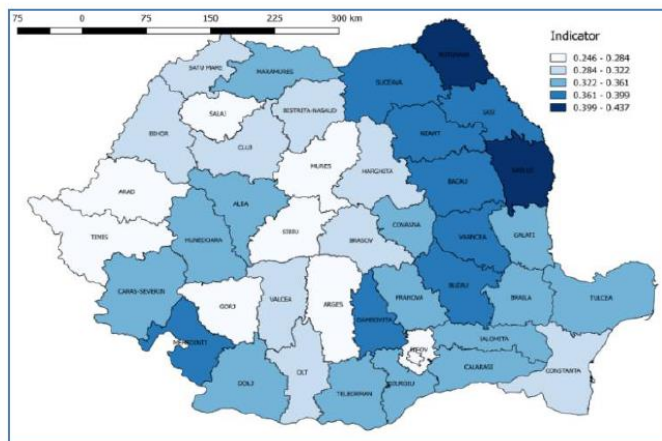 75 0 75 150 225 300 km
Indicator
0.246 - 0.284
0.284 - 0.322
0.322 - 0.361
0.361 - 0.399
0.399 - 0.437
SATU MARE
MARAMURES
SUCEAVA
BOTOSANI
SALAJ
BISTRITA-NASAUD
IASI
BIHOR
CLUJ
NEAMT
MURES
HARGHITA
BACAU
VASLUI
ARAD
ALBA
TIMIS
HUNEDOARA
SIBIU
BRASOV
COVASNA
VRANCEA
GALATI
CARAS-SEVERIN
GORJ
VALCEA
ARGES
DAMBOVITA
PRAHOVA
BUZAU
BRAILA
TULCEA
MEHEDINTI
ILFOV
IALOMITA
DOLJ
OLT
TELEORMAN
GIURGIU
CALARASI
CONSTANTA